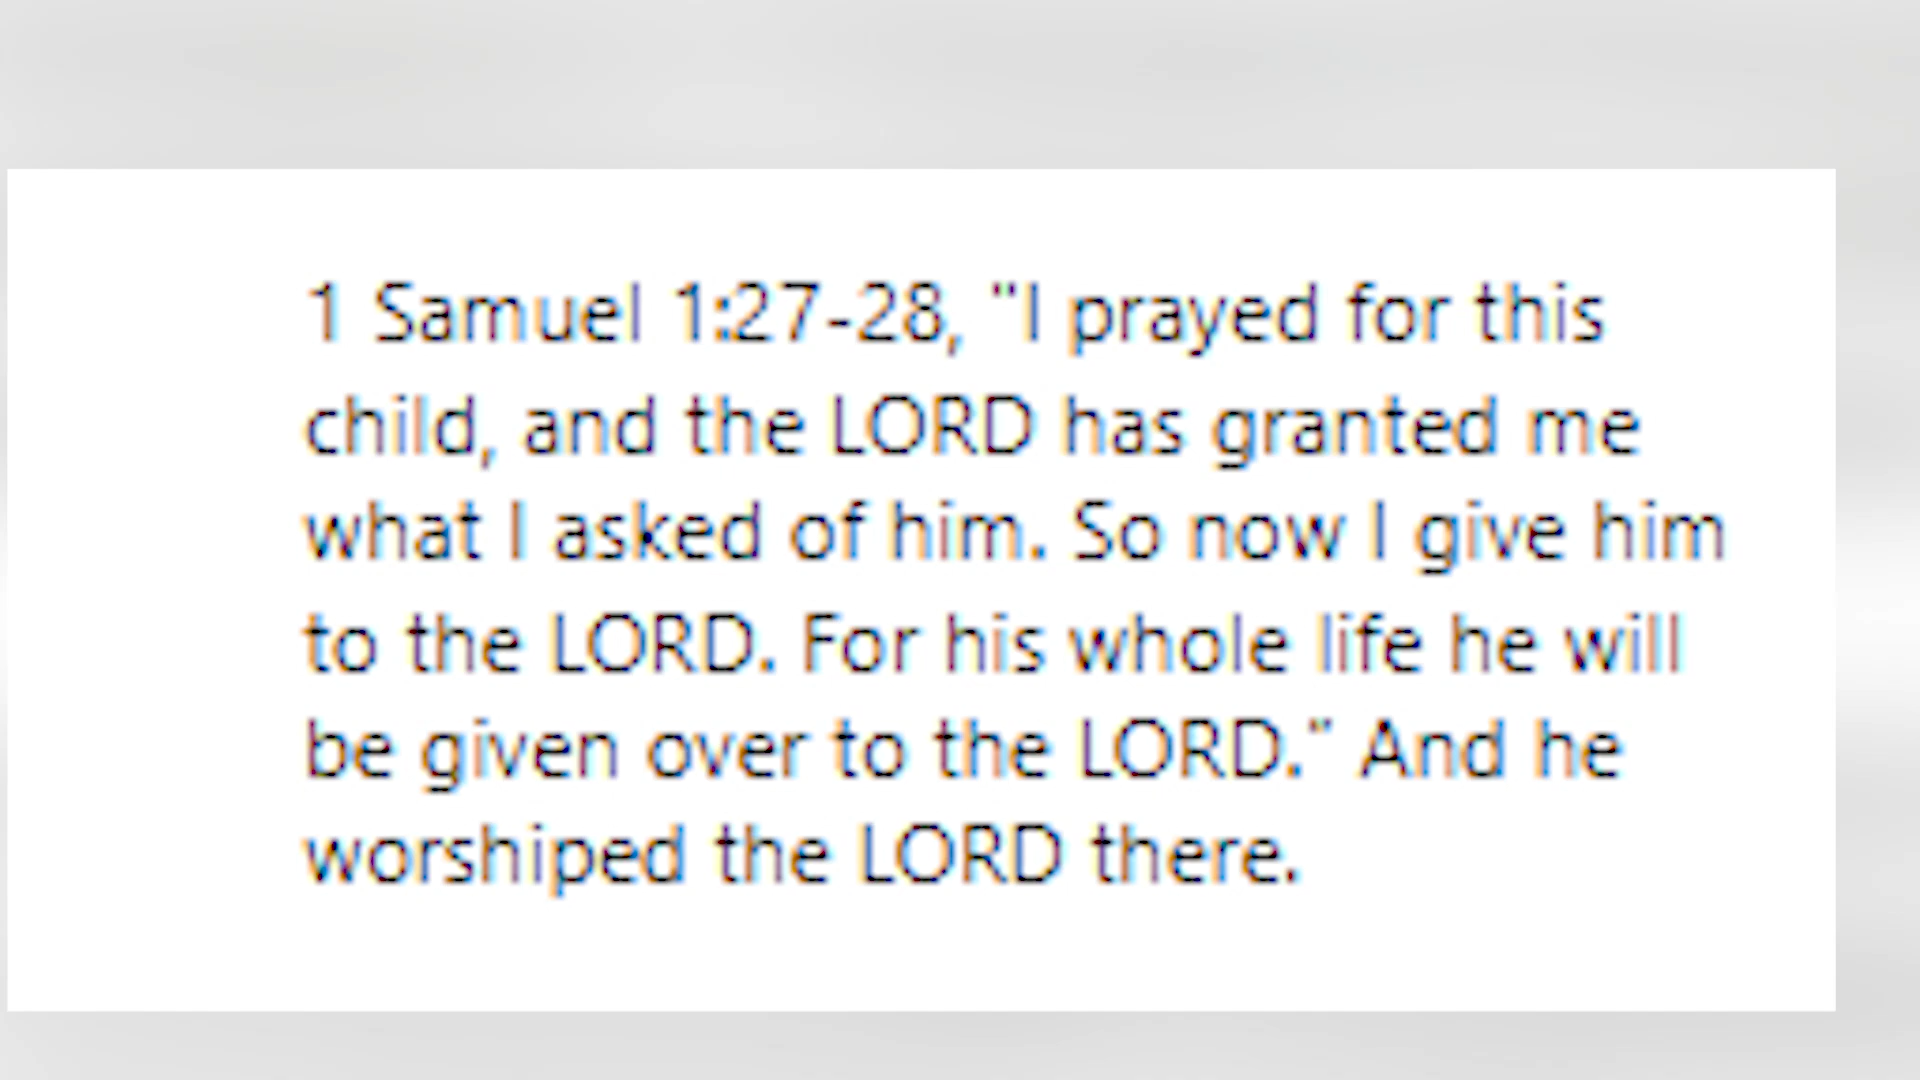 1 Samuel 1:27-28, "I prayed for this
child, and the LORD has granted me
what I asked of him. So now I give him
to the LORD. For his whole life he will
be given over to the LORD." And he
worshiped the LORD there.